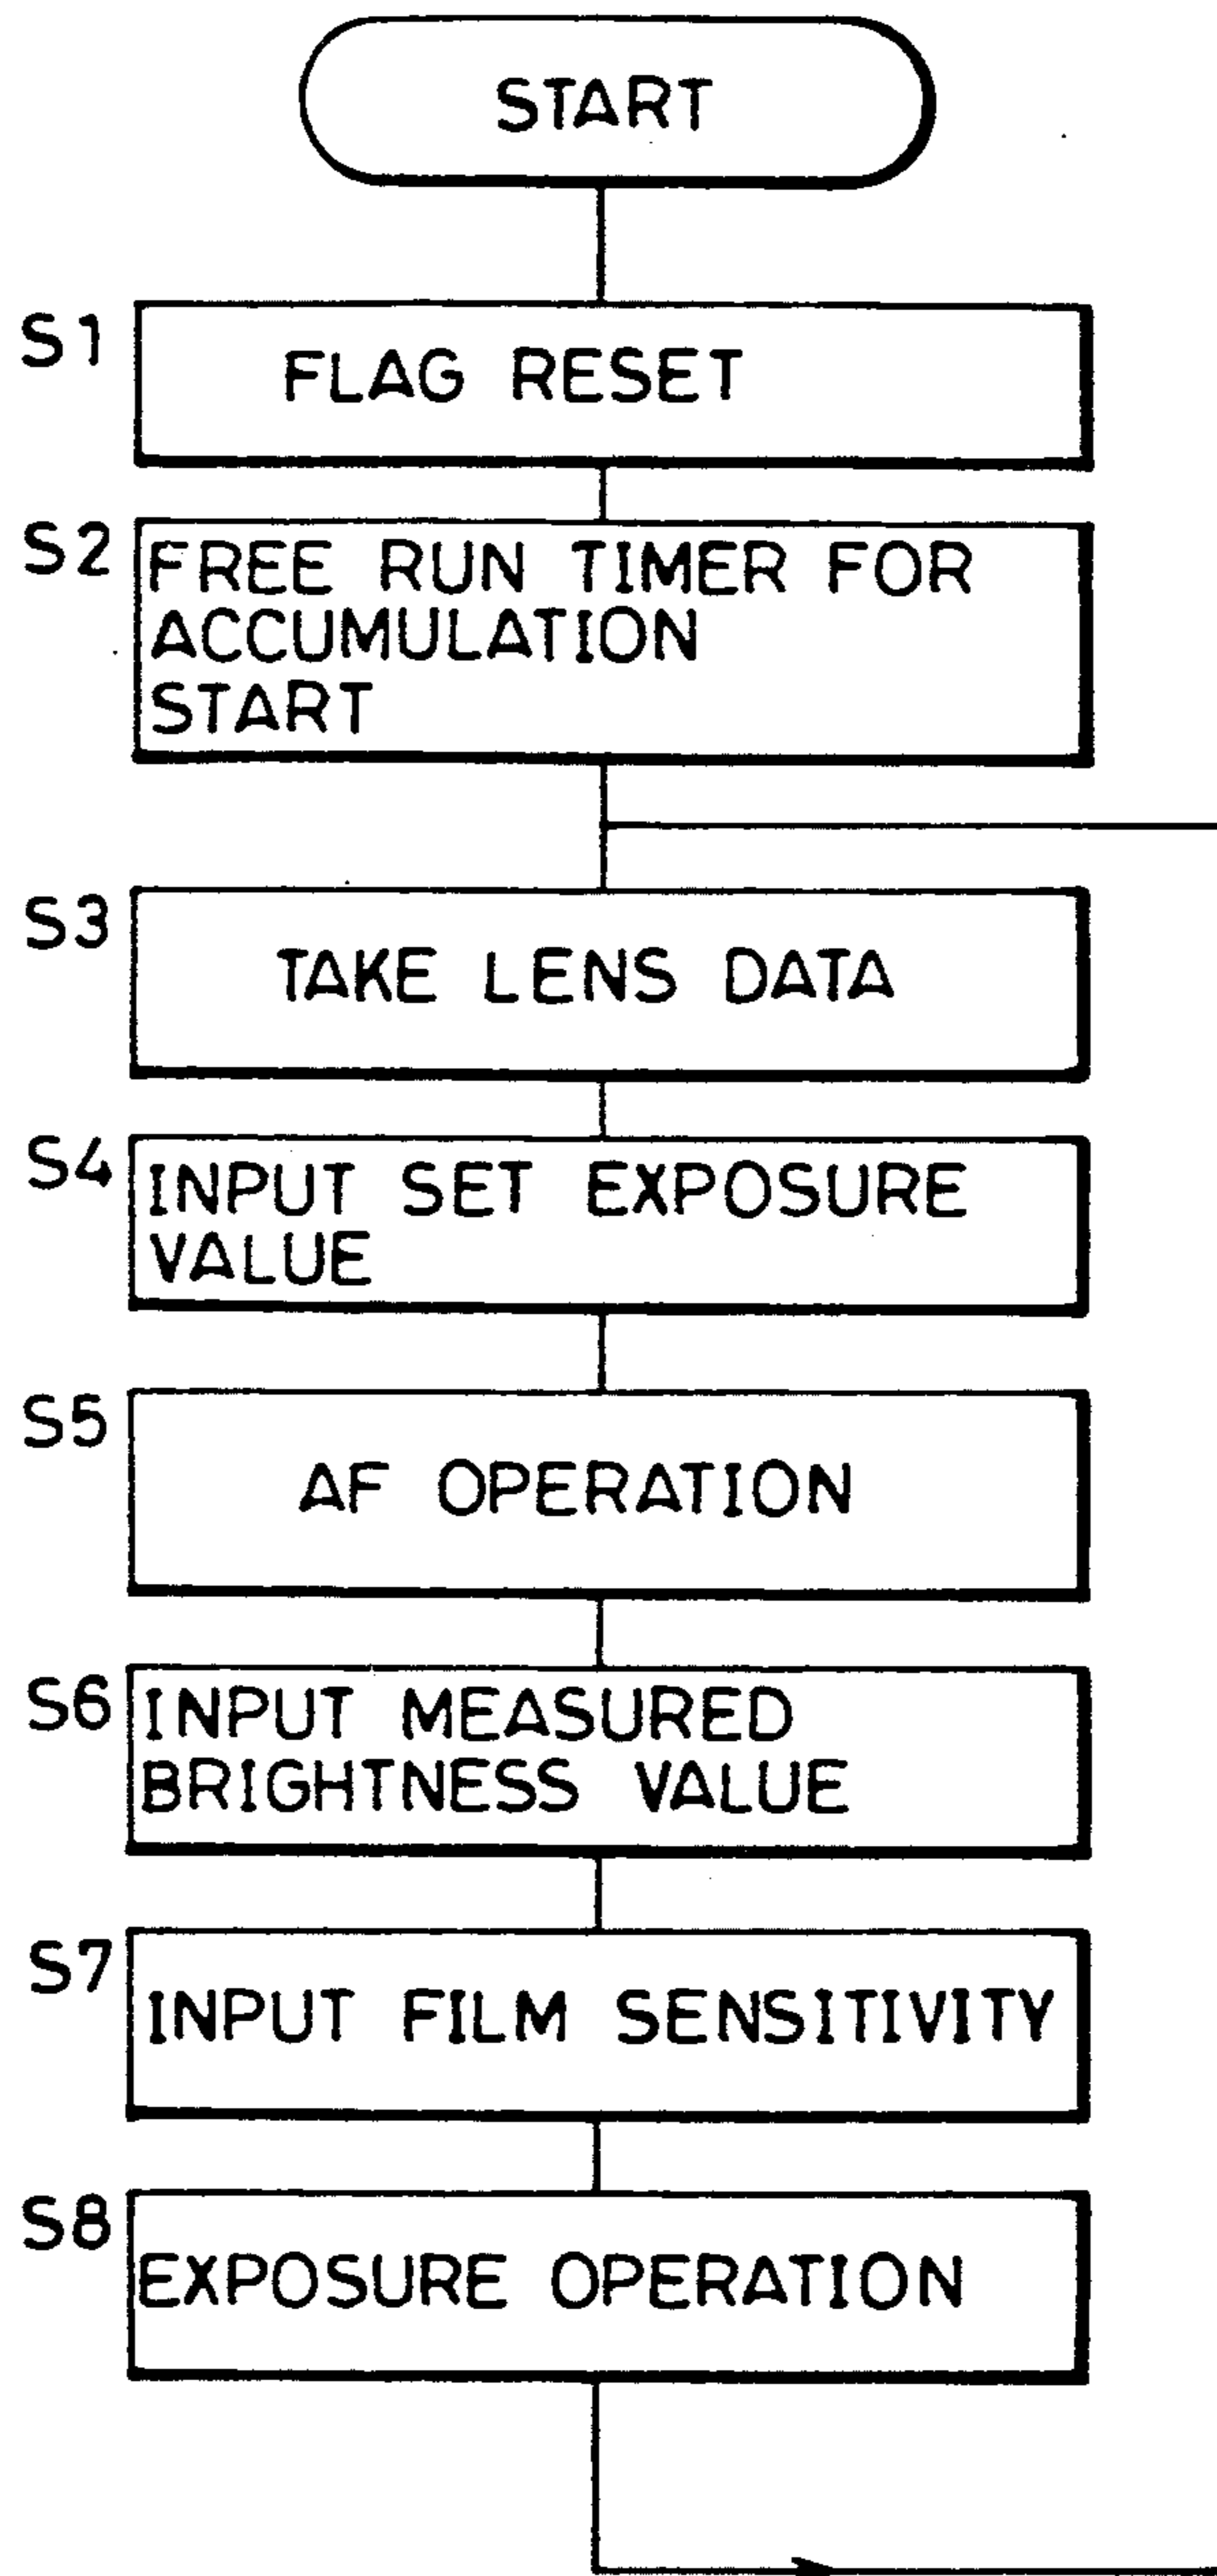 START
S1
FLAG RESET
S2
FREE RUN TIMER FOR
ACCUMULATION
START
S3
TAKE LENS DATA
S4
INPUT SET EXPOSURE
VALUE
S5
AF OPERATION
S6
INPUT MEASURED
BRIGHTNESS VALUE
S7
INPUT FILM SENSITIVITY
S8
EXPOSURE OPERATION